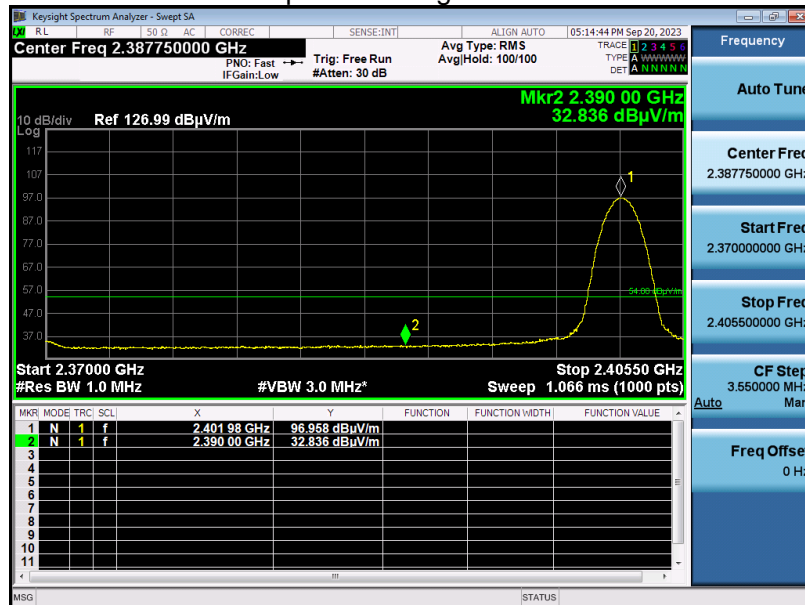 Keysight Spectrum Analyzer - Swept SA
LXI RL RF 50 Ω AC CORREC SENSE:INT ALIGN AUTO 05:14:44 PM Sep 20, 2023
Center Freq 2.387750000 GHz
PNO: Fast
IFGain:Low
Trig: Free Run
#Atten: 30 dB
Avg Type: RMS
Avg|Hold: 100/100
TRACE 1 2 3 4 5 6
TYPE A WWWWW
DET A N N N N N
Mkr2 2.390 00 GHz
32.836 dBµV/m
10 dB/div Ref 126.99 dBµV/m
Log
117
107
97.0
87.0
77.0
67.0
57.0
47.0
37.0
1
2
54.00 dBµV/m
Start 2.37000 GHz Stop 2.40550 GHz
#Res BW 1.0 MHz #VBW 3.0 MHz* Sweep 1.066 ms (1000 pts)
MKR MODE TRC SCL X Y FUNCTION FUNCTION WIDTH FUNCTION VALUE
1 N 1 f 2.401 98 GHz 96.958 dBµV/m
2 N 1 f 2.390 00 GHz 32.836 dBµV/m
3
4
5
6
7
8
9
10
11
MSG STATUS
Frequency
Auto Tune
Center Freq
2.387750000 GHz
Start Freq
2.370000000 GHz
Stop Freq
2.405500000 GHz
CF Step
3.550000 MHz
Auto Man
Freq Offset
0 Hz